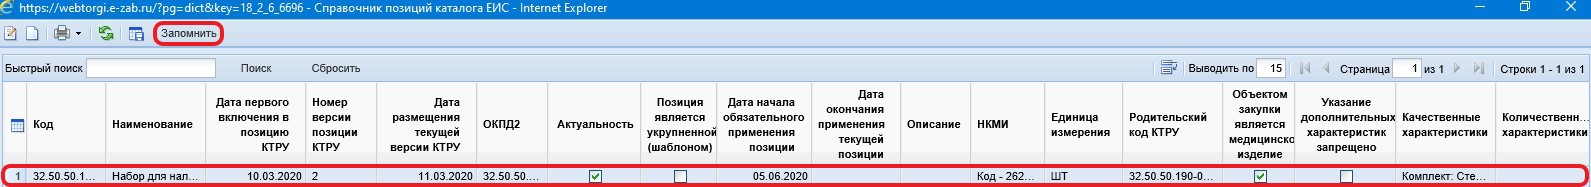 https://webtorgi.e-zab.ru/?pg=dict&key=18_2_6_6696 - Справочник позиций каталога ЕИС - Internet Explorer
Запомнить
Быстрый поиск Поиск Сбросить Выводить по 15 Страница 1 из 1 Строки 1 - 1 из 1
Код
Наименование
Дата первого
включения в
позицию
КТРУ
Номер
версии
позиции
КТРУ
Дата
размещения
текущей
версии КТРУ
ОКПД2
Актуальность
Позиция
является
укрупненной
(шаблоном)
Дата начала
обязательного
применения
позиции
Дата
окончания
применения
текущей
позиции
Описание
НКМИ
Единица
измерения
Родительский
код КТРУ
Объектом
закупки
является
медицинско
изделие
Указание
дополнительных
характеристик
запрещено
Качественные
характеристики
Количественн...
характеристики
1 32.50.50.1... Набор для нал... 10.03.2020 2 11.03.2020 32.50.50.... 05.06.2020 Код - 262... ШТ 32.50.50.190-0... Комплект: Сте...